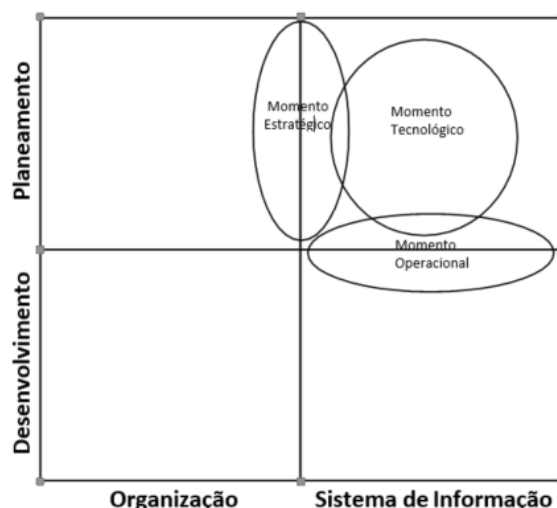 Planeamento
Momento
Estratégico
Momento
Tecnológico
Momento
Operacional
Desenvolvimento
Organização
Sistema de Informação